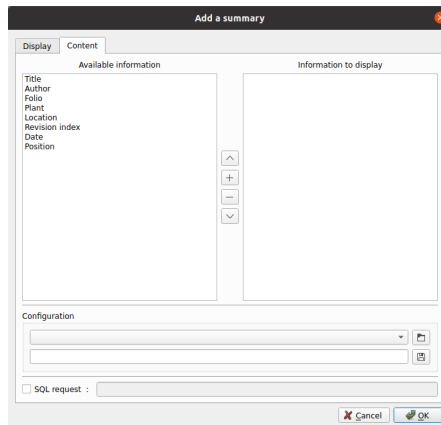 Add a summary
Display
Content
Available information
Information to display
Title
Author
Folio
Plant
Location
Revision index
Date
Position
Configuration
SQL request :
Cancel
OK